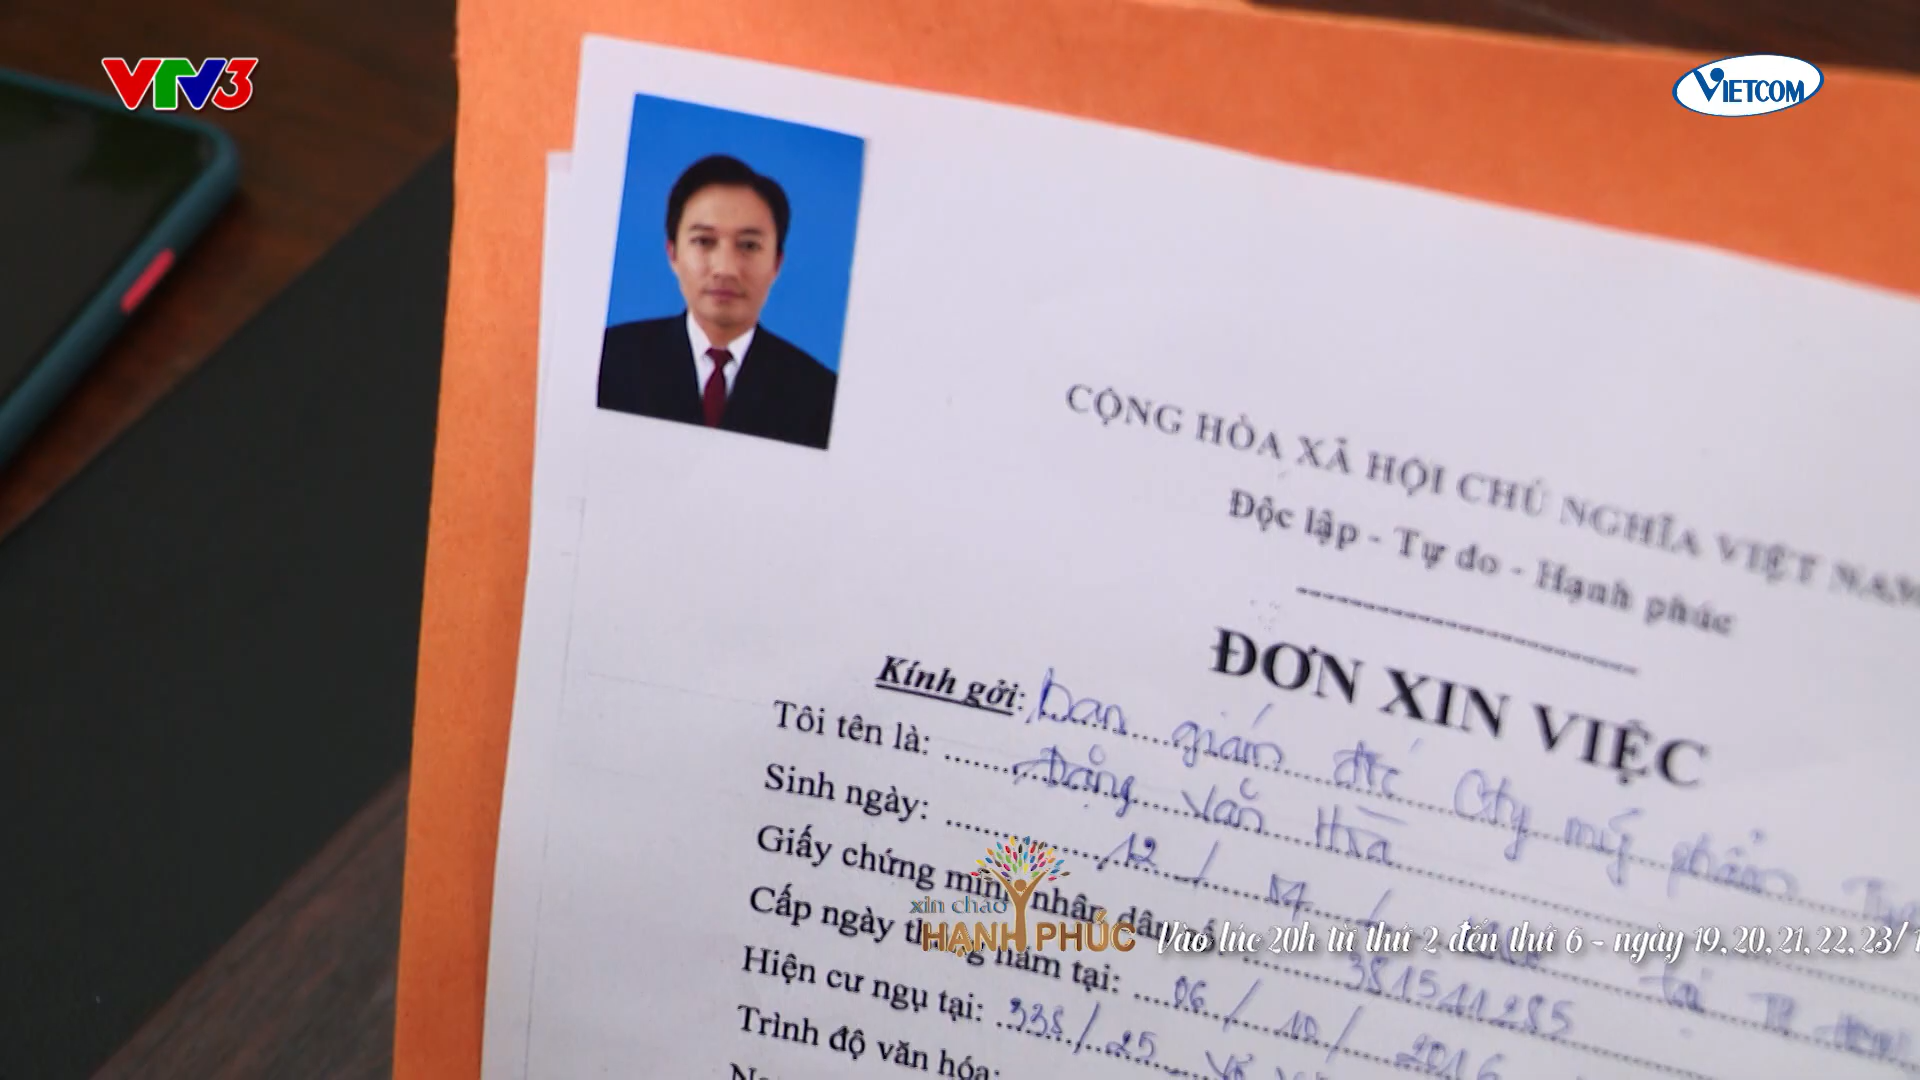 VTV3
VIETCOM
CỘNG HÒA XÃ HỘI CHỦ NGHĨA VIỆT NAM
Độc lập - Tự do - Hạnh phúc
ĐƠN XIN VIỆC
Kính gởi: ban giám đốc Cty mỹ phẩm
Tôi tên là: Đặng Văn Hòa
Sinh ngày: 12 /
Giấy chứng minh nhân dân số: 381511285
Cấp ngày tháng năm tại: 06 / 10 / 2016
Hiện cư ngụ tại: 338/25
Trình độ văn hóa:
xin chào
HẠNH PHÚC
Vào lúc 20h từ thứ 2 đến thứ 6 - ngày 19, 20, 21, 22, 23/ 1